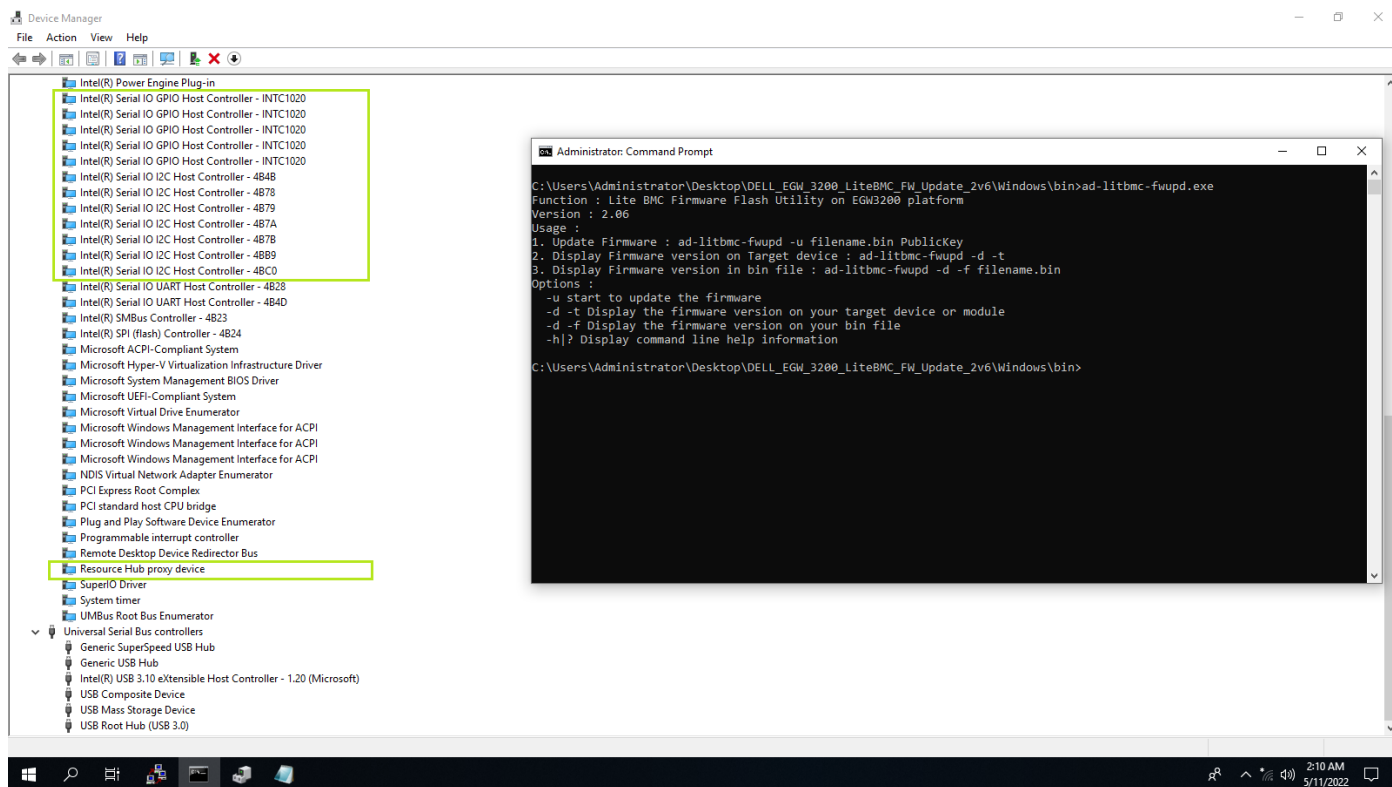 Device Manager
File Action View Help
Intel(R) Power Engine Plug-in
Intel(R) Serial IO GPIO Host Controller - INTC1020
Intel(R) Serial IO GPIO Host Controller - INTC1020
Intel(R) Serial IO GPIO Host Controller - INTC1020
Intel(R) Serial IO GPIO Host Controller - INTC1020
Intel(R) Serial IO GPIO Host Controller - INTC1020
Intel(R) Serial IO I2C Host Controller - 4B4B
Intel(R) Serial IO I2C Host Controller - 4B78
Intel(R) Serial IO I2C Host Controller - 4B79
Intel(R) Serial IO I2C Host Controller - 4B7A
Intel(R) Serial IO I2C Host Controller - 4B7B
Intel(R) Serial IO I2C Host Controller - 4BB9
Intel(R) Serial IO I2C Host Controller - 4BC0
Intel(R) Serial IO UART Host Controller - 4B28
Intel(R) Serial IO UART Host Controller - 4B4D
Intel(R) SMBus Controller - 4B23
Intel(R) SPI (flash) Controller - 4B24
Microsoft ACPI-Compliant System
Microsoft Hyper-V Virtualization Infrastructure Driver
Microsoft System Management BIOS Driver
Microsoft UEFI-Compliant System
Microsoft Virtual Drive Enumerator
Microsoft Windows Management Interface for ACPI
Microsoft Windows Management Interface for ACPI
Microsoft Windows Management Interface for ACPI
NDIS Virtual Network Adapter Enumerator
PCI Express Root Complex
PCI standard host CPU bridge
Plug and Play Software Device Enumerator
Programmable interrupt controller
Remote Desktop Device Redirector Bus
Resource Hub proxy device
SuperIO Driver
System timer
UMBus Root Bus Enumerator
Universal Serial Bus controllers
Generic SuperSpeed USB Hub
Generic USB Hub
Intel(R) USB 3.10 eXtensible Host Controller - 1.20 (Microsoft)
USB Composite Device
USB Mass Storage Device
USB Root Hub (USB 3.0)
Administrator: Command Prompt
C:\Users\Administrator\Desktop\DELL_EGW_3200_LiteBMC_FW_Update_2v6\Windows\bin>ad-litbmc-fwupd.exe
Function : Lite BMC Firmware Flash Utility on EGW3200 platform
Version : 2.06
Usage :
1. Update Firmware : ad-litbmc-fwupd -u filename.bin PublicKey
2. Display Firmware version on Target device : ad-litbmc-fwupd -d -t
3. Display Firmware version in bin file : ad-litbmc-fwupd -d -f filename.bin
Options :
-u start to update the firmware
-d -t Display the firmware version on your target device or module
-d -f Display the firmware version on your bin file
-h|? Display command line help information
C:\Users\Administrator\Desktop\DELL_EGW_3200_LiteBMC_FW_Update_2v6\Windows\bin>
2:10 AM
5/11/2022